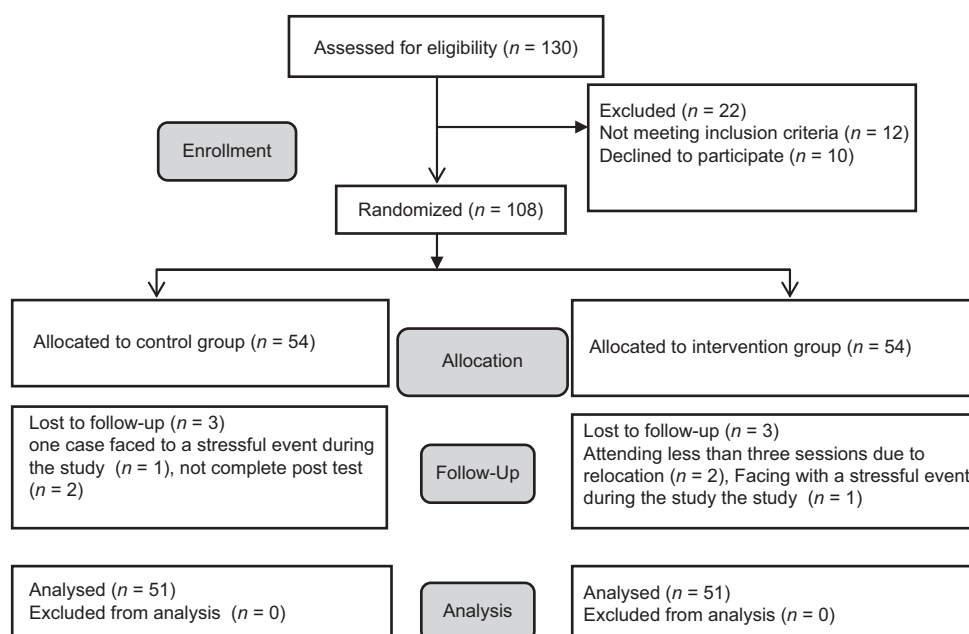 Assessed for eligibility (n = 130)
Excluded (n = 22)
Not meeting inclusion criteria (n = 12)
Declined to participate (n = 10)
Enrollment
Randomized (n = 108)
Allocated to control group (n = 54)
Allocation
Allocated to intervention group (n = 54)
Lost to follow-up (n = 3)
one case faced to a stressful event during
the study (n = 1), not complete post test
(n = 2)
Follow-Up
Lost to follow-up (n = 3)
Attending less than three sessions due to
relocation (n = 2), Facing with a stressful event
during the study the study (n = 1)
Analysed (n = 51)
Excluded from analysis (n = 0)
Analysis
Analysed (n = 51)
Excluded from analysis (n = 0)